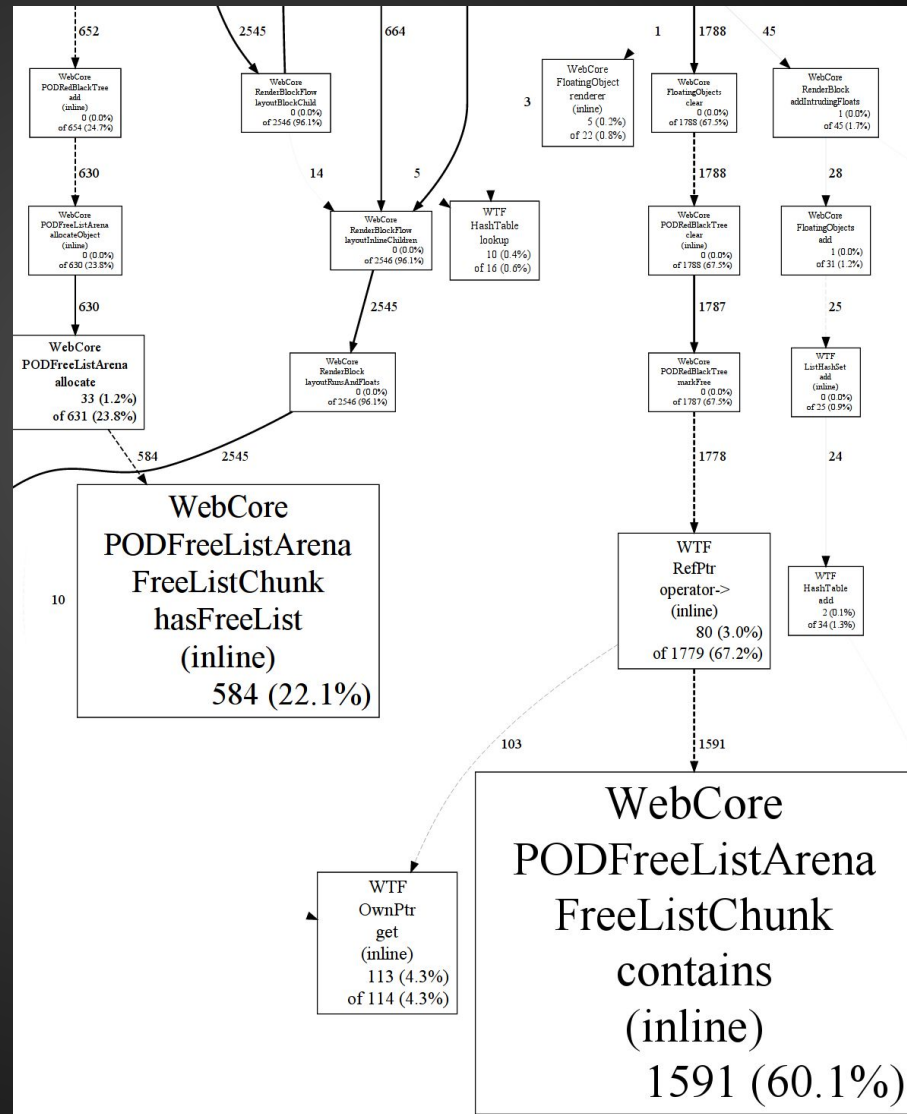 652
2545
664
1
1788
45
WebCore
PODRedBlackTree
add
(inline)
0 (0.0%)
of 654 (24.7%)
WebCore
RenderBlockFlow
layoutBlockChild
0 (0.0%)
of 2546 (96.1%)
3
WebCore
FloatingObject
renderer
(inline)
5 (0.2%)
of 22 (0.8%)
WebCore
FloatingObjects
clear
0 (0.0%)
of 1788 (67.5%)
WebCore
RenderBlock
addIntrudingFloats
1 (0.0%)
of 45 (1.7%)
630
14
5
1788
28
WebCore
PODFreeListArena
allocateObject
(inline)
0 (0.0%)
of 630 (23.8%)
WebCore
RenderBlockFlow
layoutInlineChildren
0 (0.0%)
of 2546 (96.1%)
WTF
HashTable
lookup
10 (0.4%)
of 16 (0.6%)
WebCore
PODRedBlackTree
clear
(inline)
0 (0.0%)
of 1788 (67.5%)
WebCore
FloatingObjects
add
1 (0.0%)
of 31 (1.2%)
630
2545
1787
25
WebCore
PODFreeListArena
allocate
33 (1.2%)
of 631 (23.8%)
WebCore
RenderBlock
layoutRunsAndFloats
0 (0.0%)
of 2546 (96.1%)
WebCore
PODRedBlackTree
markFree
0 (0.0%)
of 1787 (67.5%)
WTF
ListHashSet
add
(inline)
0 (0.0%)
of 25 (0.9%)
584
2545
1778
24
WebCore
PODFreeListArena
FreeListChunk
hasFreeList
(inline)
584 (22.1%)
10
WTF
RefPtr
operator->
(inline)
80 (3.0%)
of 1779 (67.2%)
WTF
HashTable
add
2 (0.1%)
of 34 (1.3%)
103
1591
WTF
OwnPtr
get
(inline)
113 (4.3%)
of 114 (4.3%)
WebCore
PODFreeListArena
FreeListChunk
contains
(inline)
1591 (60.1%)